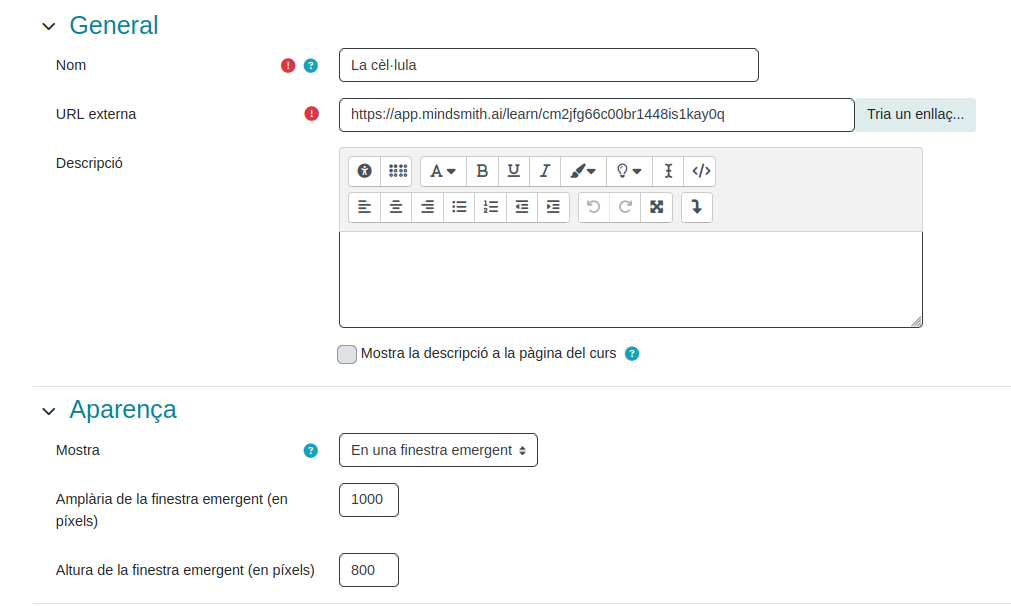 General
Nom
La cèl·lula
URL externa
https://app.mindsmith.ai/learn/cm2jfg66c00br1448is1kay0q
Tria un enllaç...
Descripció
Mostra la descripció a la pàgina del curs
Aparença
Mostra
En una finestra emergent
Amplària de la finestra emergent (en
píxels)
1000
Altura de la finestra emergent (en píxels)
800